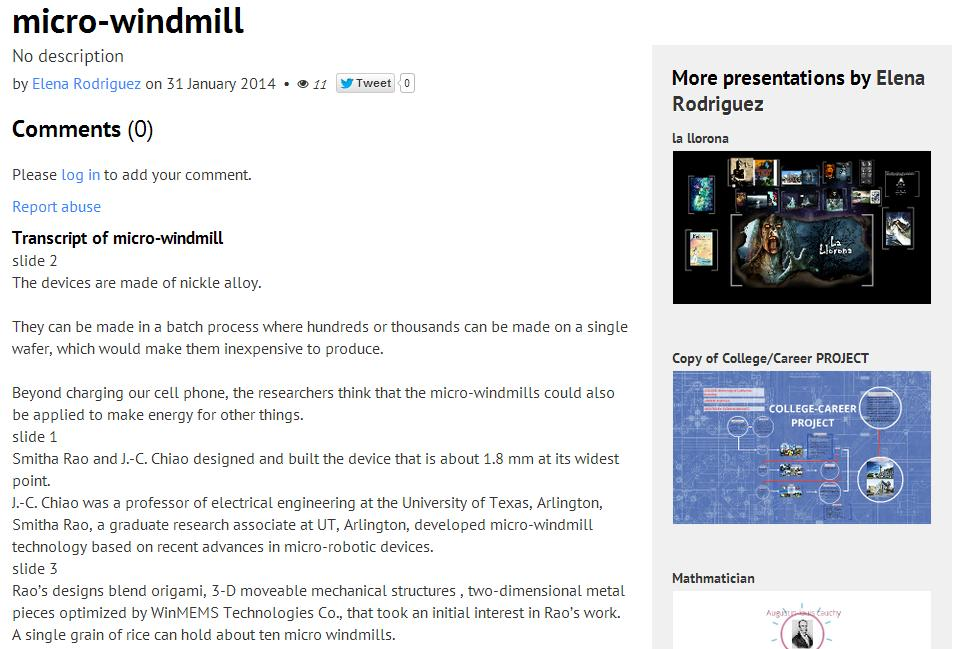 micro-windmill
No description
by Elena Rodriguez on 31 January 2014 • 11 Tweet 0
Comments (0)
Please log in to add your comment.
Report abuse
Transcript of micro-windmill
slide 2
The devices are made of nickle alloy.
They can be made in a batch process where hundreds or thousands can be made on a single
wafer, which would make them inexpensive to produce.
Beyond charging our cell phone, the researchers think that the micro-windmills could also
be applied to make energy for other things.
slide 1
Smitha Rao and J.-C. Chiao designed and built the device that is about 1.8 mm at its widest
point.
J.-C. Chiao was a professor of electrical engineering at the University of Texas, Arlington,
Smitha Rao, a graduate research associate at UT, Arlington, developed micro-windmill
technology based on recent advances in micro-robotic devices.
slide 3
Rao's designs blend origami, 3-D moveable mechanical structures , two-dimensional metal
pieces optimized by WinMEMS Technologies Co., that took an initial interest in Rao's work.
A single grain of rice can hold about ten micro windmills.
More presentations by Elena
Rodriguez
la llorona
La
Llorona
Copy of College/Career PROJECT
COLLEGE-CAREER
PROJECT
Mathmatician